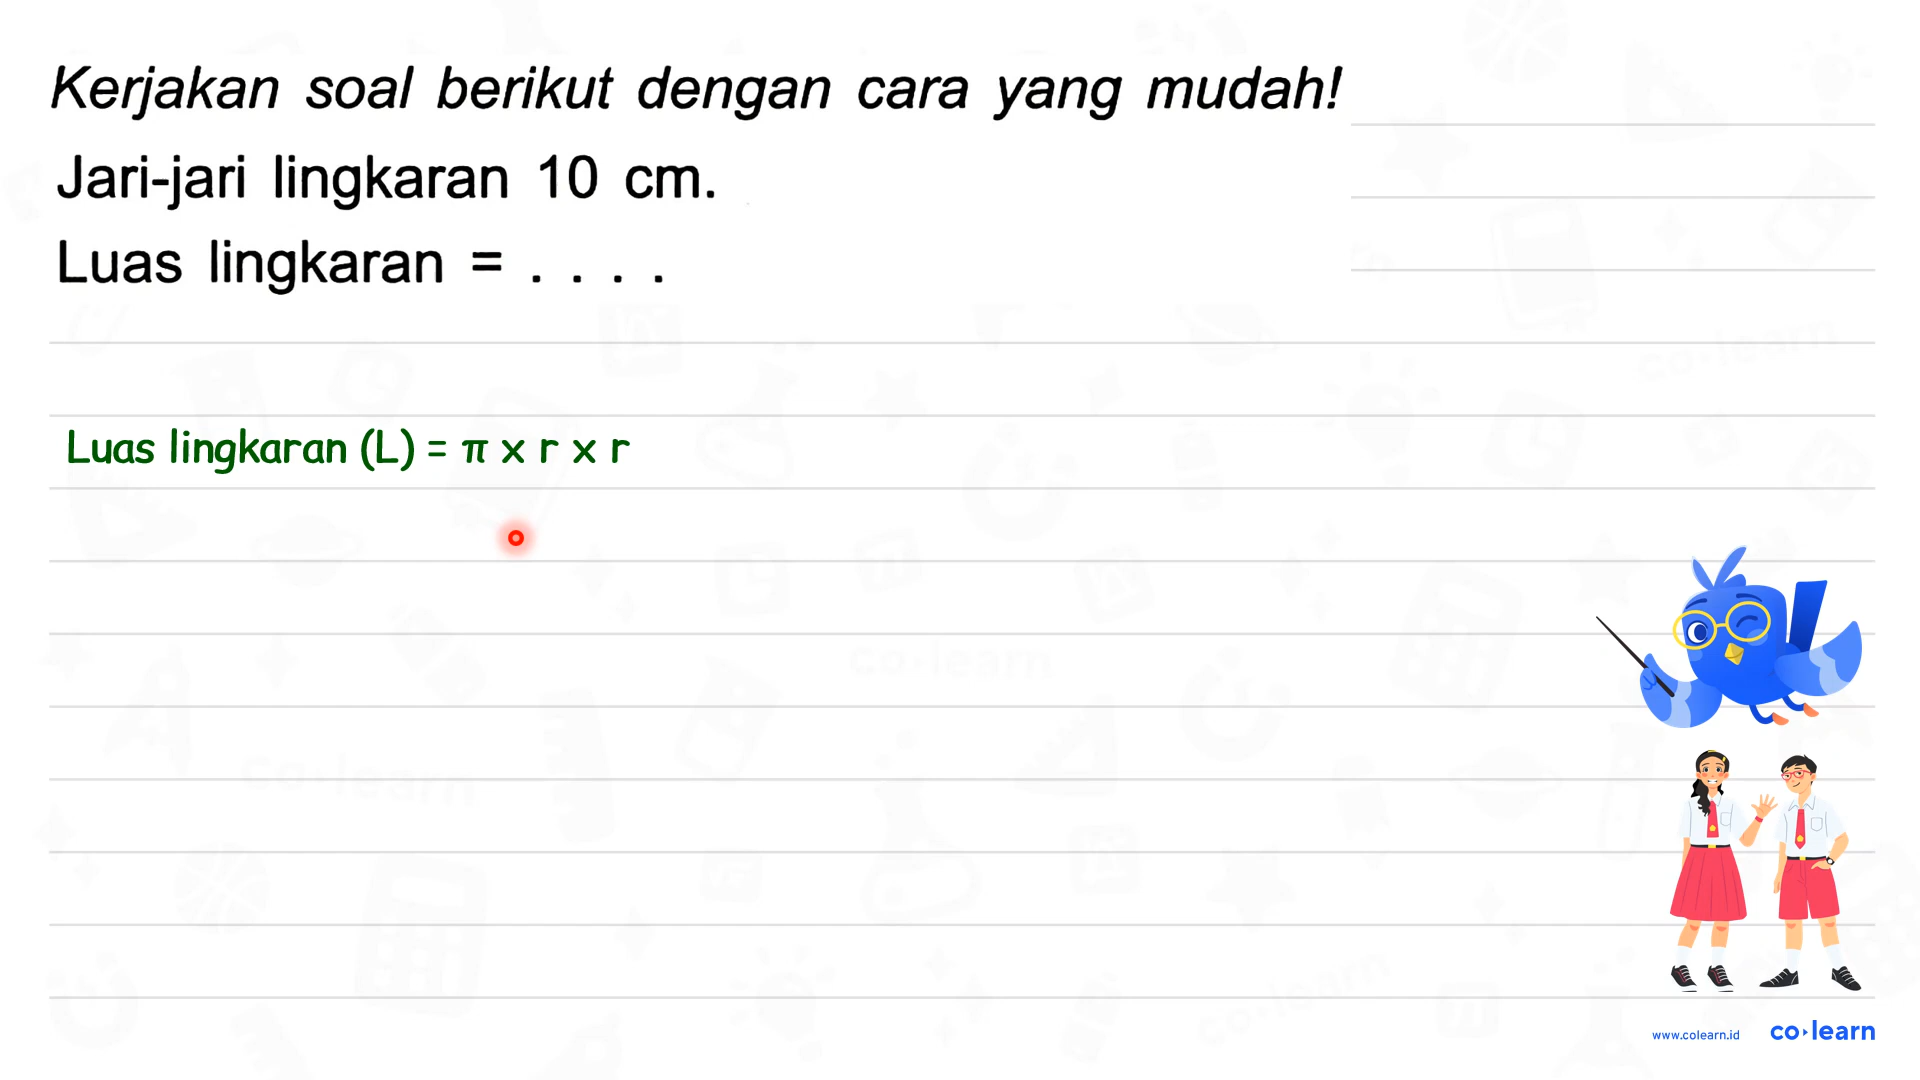 Kerjakan soal berikut dengan cara yang mudah!
Jari-jari lingkaran 10 cm.
Luas lingkaran = . . . .
Luas lingkaran (L) = π x r x r
www.colearn.id
co·learn